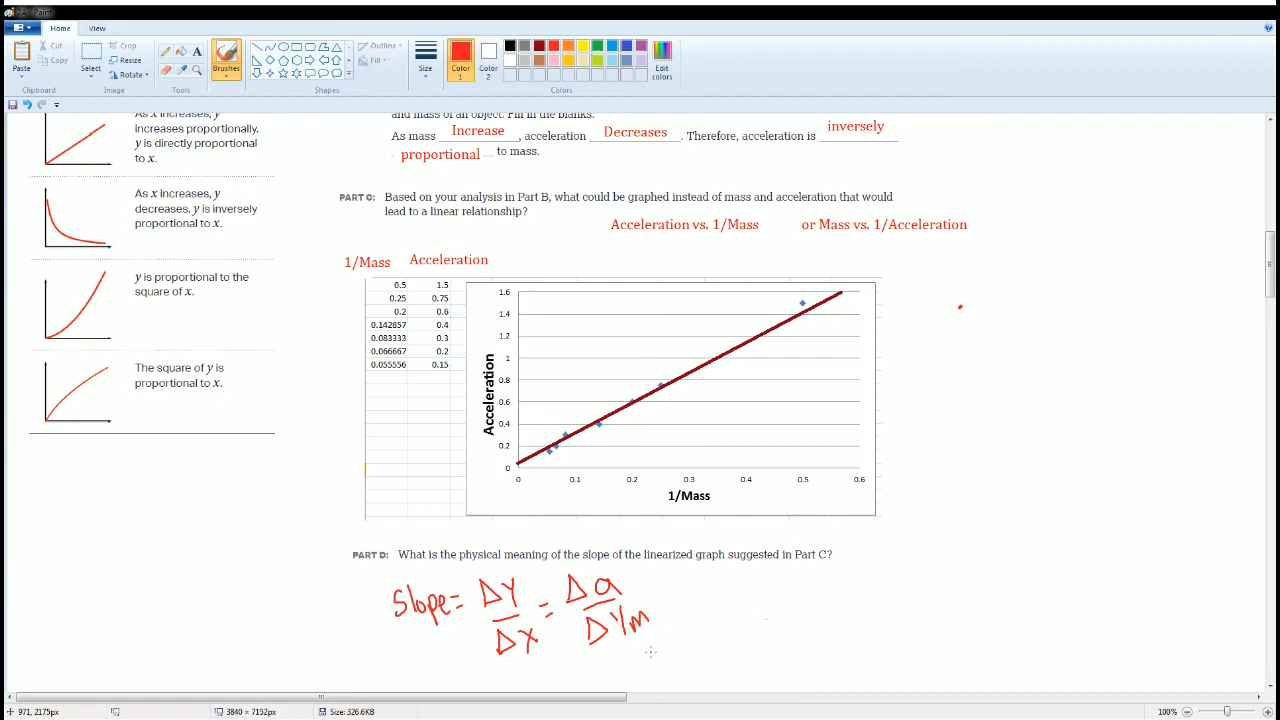 24 - Paint
Home View
Paste
Cut
Copy
Clipboard
Select
Crop
Resize
Rotate
Image
A
Tools
Brushes
Outline
Fill
Shapes
Size
Color 1
Color 2
Edit colors
Colors
As x increases, y
increases proportionally.
y is directly proportional
to x.
As x increases, y
decreases. y is inversely
proportional to x.
y is proportional to the
square of x.
The square of y is
proportional to x.
and mass of an object. Fill in the blanks.
As mass Increase, acceleration Decreases. Therefore, acceleration is inversely
proportional to mass.
PART C: Based on your analysis in Part B, what could be graphed instead of mass and acceleration that would
lead to a linear relationship?
Acceleration vs. 1/Mass or Mass vs. 1/Acceleration
1/Mass Acceleration
0.5 1.5
0.25 0.75
0.2 0.6
0.142857 0.4
0.083333 0.3
0.066667 0.2
0.055556 0.15
Acceleration
1.6
1.4
1.2
1
0.8
0.6
0.4
0.2
0
0 0.1 0.2 0.3 0.4 0.5 0.6
1/Mass
PART D: What is the physical meaning of the slope of the linearized graph suggested in Part C?
Slope = ΔY/ΔX = Δa/Δ1/M
971, 2175px
3840 × 7152px
Size: 326.6KB
100%